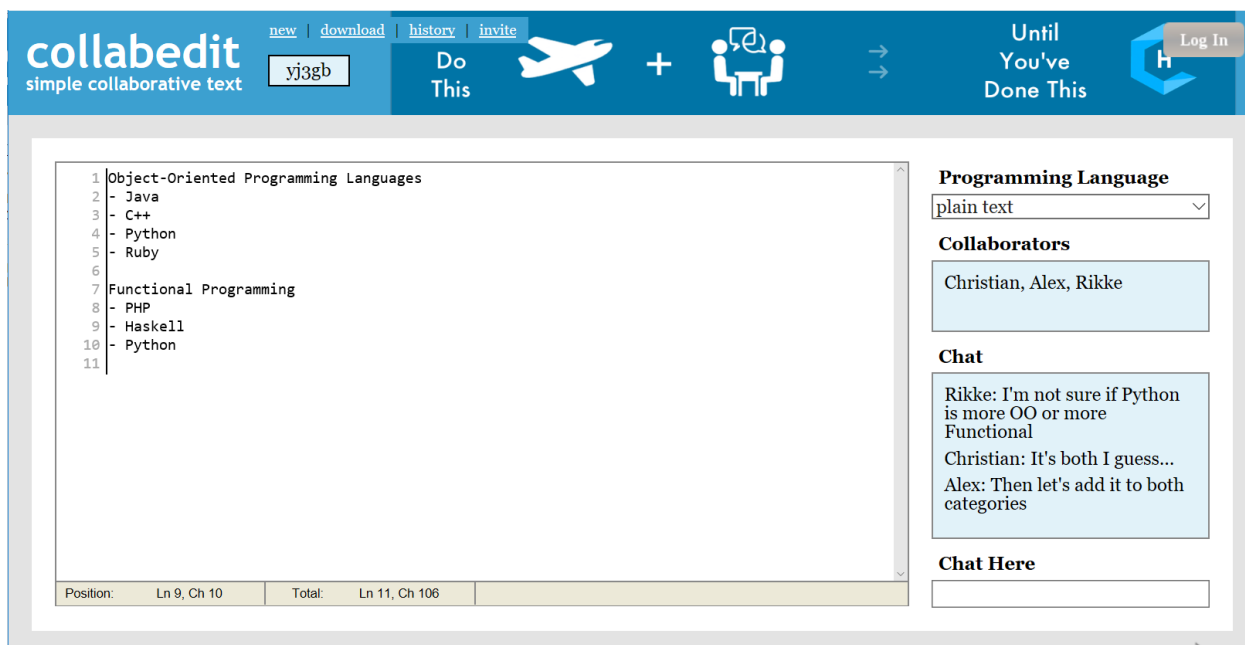 collabedit
simple collaborative text
new | download | history | invite
yj3gb
Do
This
+
Until
You've
Done This
H
Log In
1 Object-Oriented Programming Languages
2 - Java
3 - C++
4 - Python
5 - Ruby
6
7 Functional Programming
8 - PHP
9 - Haskell
10 - Python
11
Position: Ln 9, Ch 10 Total: Ln 11, Ch 106
Programming Language
plain text
Collaborators
Christian, Alex, Rikke
Chat
Rikke: I'm not sure if Python
is more OO or more
Functional
Christian: It's both I guess...
Alex: Then let's add it to both
categories
Chat Here